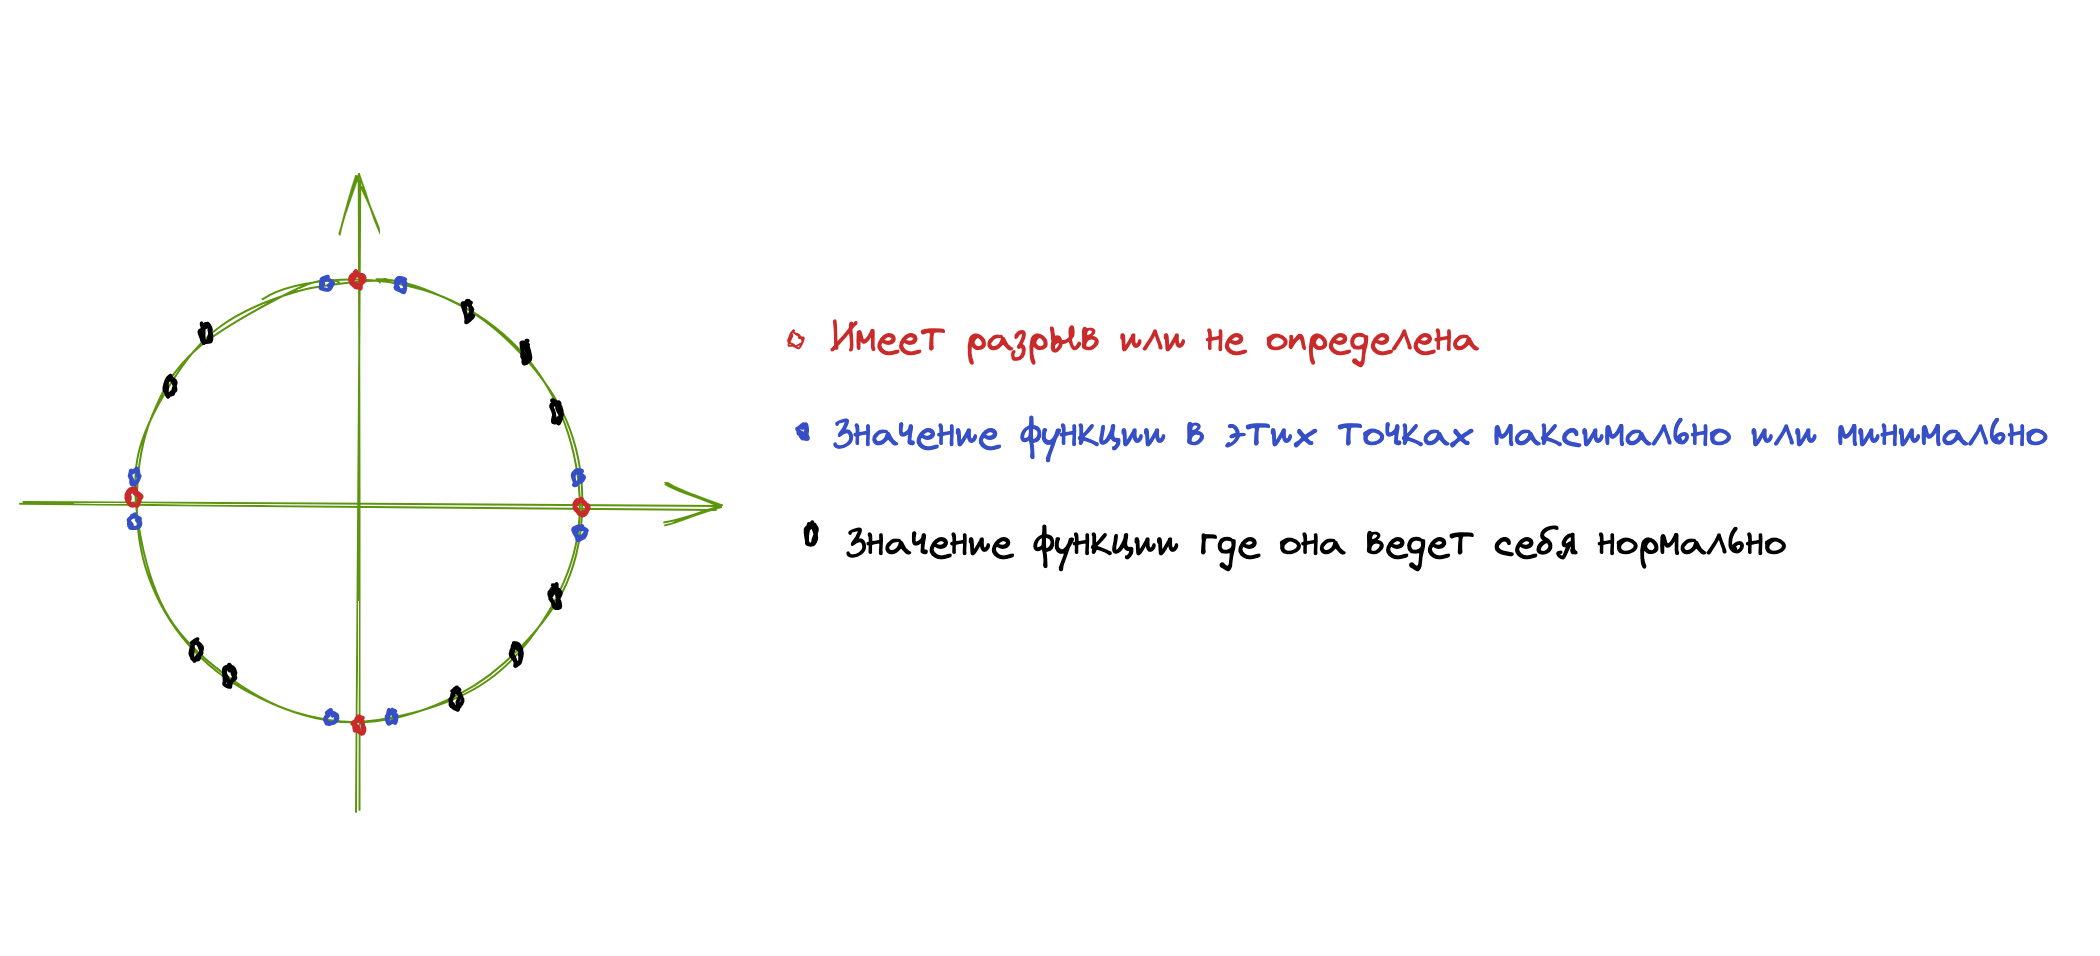 Имеет разрыв или не определена
Значение функции в этих точках максимально или минимально
Значение функции где она ведет себя нормально